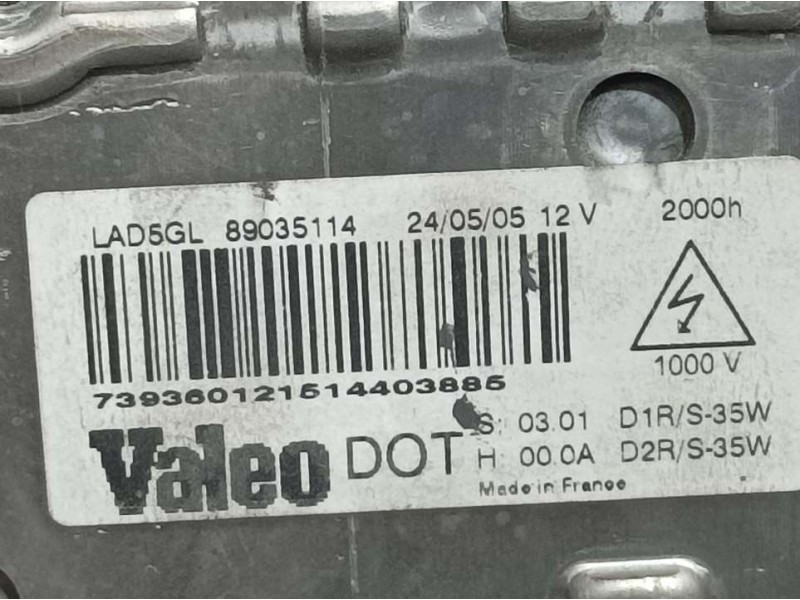 LAD5GL 89035114 24/05/05 12 V 2000h
1000 V
739360121514403885
Valeo DOT
S: 03.01 D1R/S-35W
H: 00.0A D2R/S-35W
Made in France